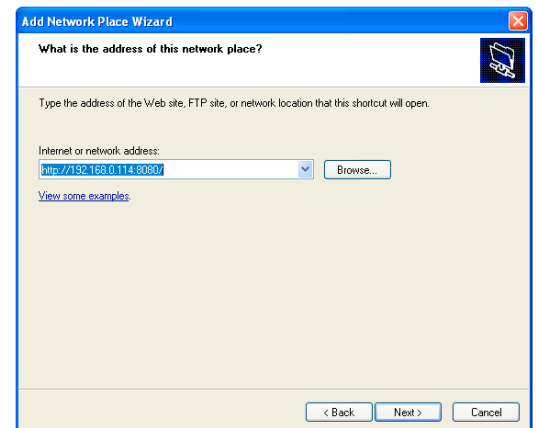 Add Network Place Wizard
What is the address of this network place?
Type the address of the Web site, FTP site, or network location that this shortcut will open.
Internet or network address:
http://192.168.0.114:8080/
Browse...
View some examples.
< Back
Next >
Cancel